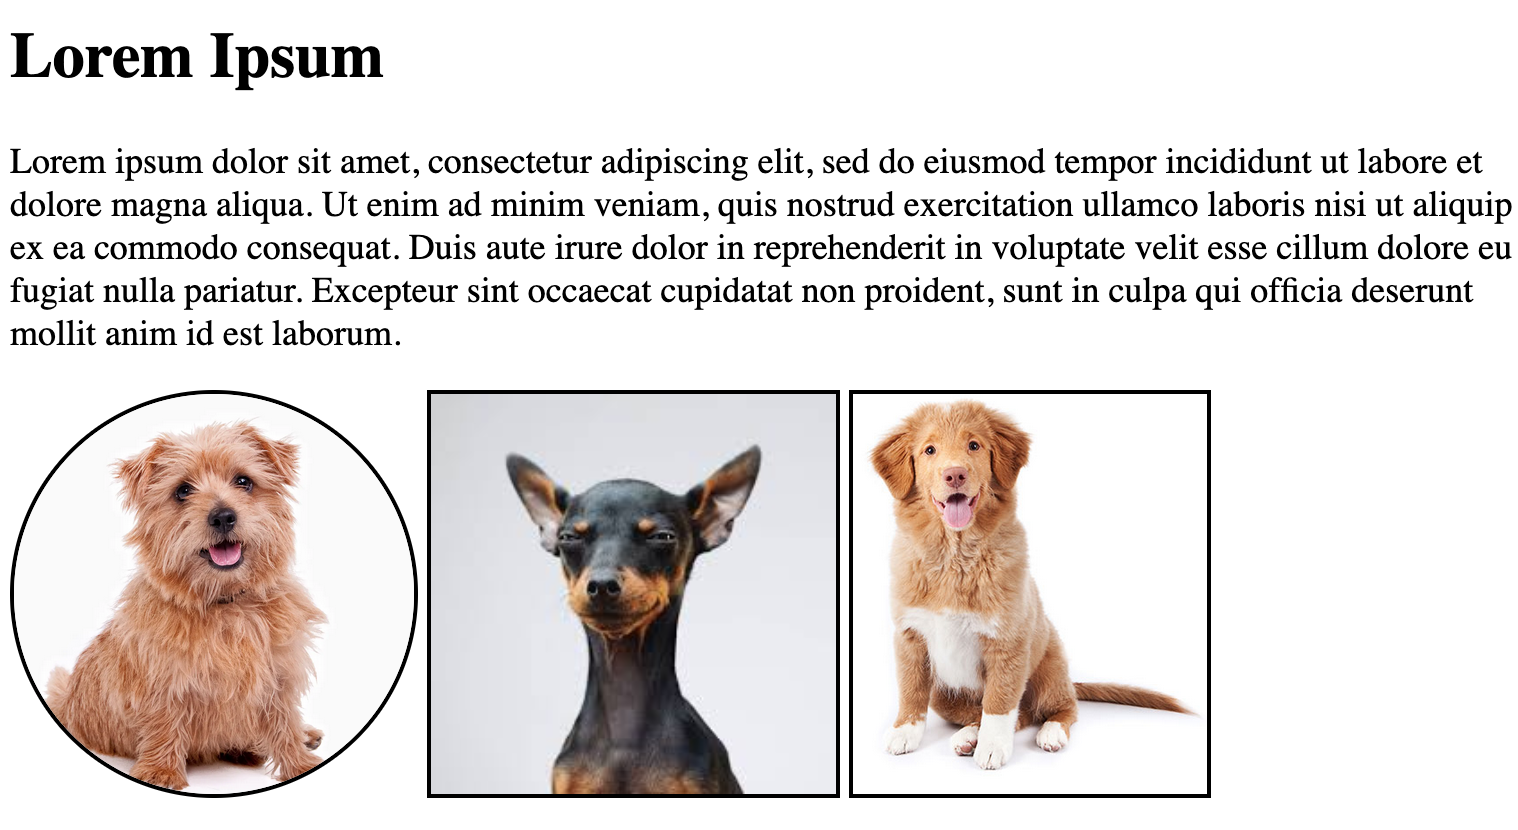 Lorem Ipsum
Lorem ipsum dolor sit amet, consectetur adipiscing elit, sed do eiusmod tempor incididunt ut labore et
dolore magna aliqua. Ut enim ad minim veniam, quis nostrud exercitation ullamco laboris nisi ut aliquip
ex ea commodo consequat. Duis aute irure dolor in reprehenderit in voluptate velit esse cillum dolore eu
fugiat nulla pariatur. Excepteur sint occaecat cupidatat non proident, sunt in culpa qui officia deserunt
mollit anim id est laborum.